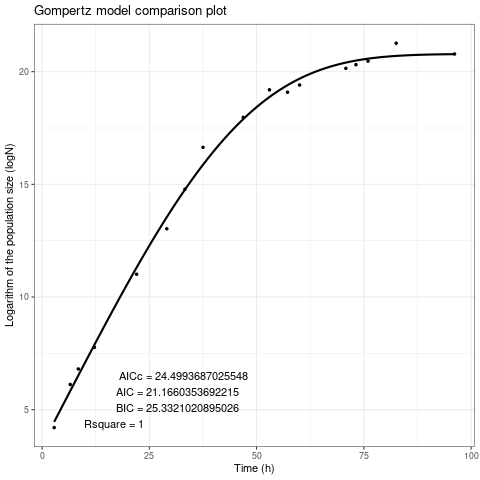 Gompertz model comparison plot
Logarithm of the population size (logN)
20
15
10
5
AICc = 24.4993687025548
AIC = 21.1660353692215
BIC = 25.3321020895026
Rsquare = 1
0 25 50 75 100
Time (h)